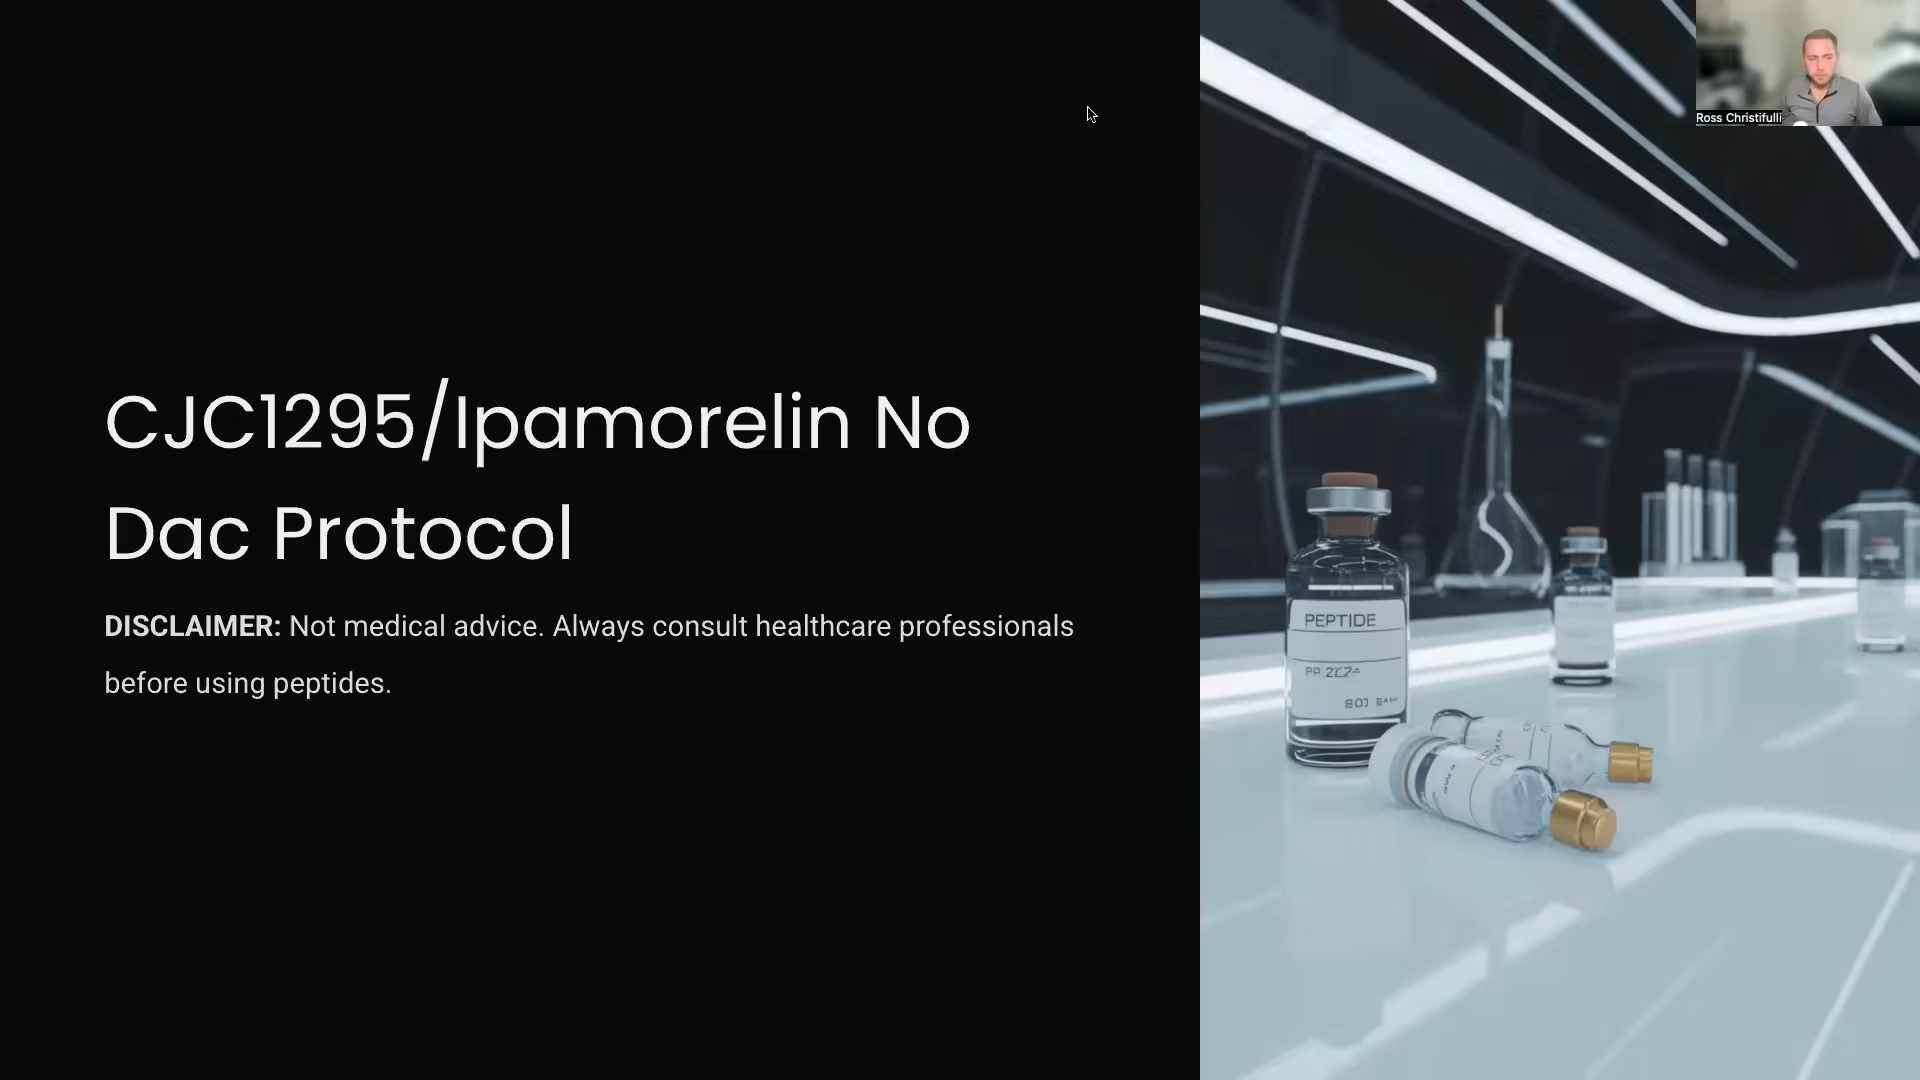 Ross Christifulli
CJC1295/Ipamorelin No
Dac Protocol
DISCLAIMER: Not medical advice. Always consult healthcare professionals
before using peptides.
PEPTIDE